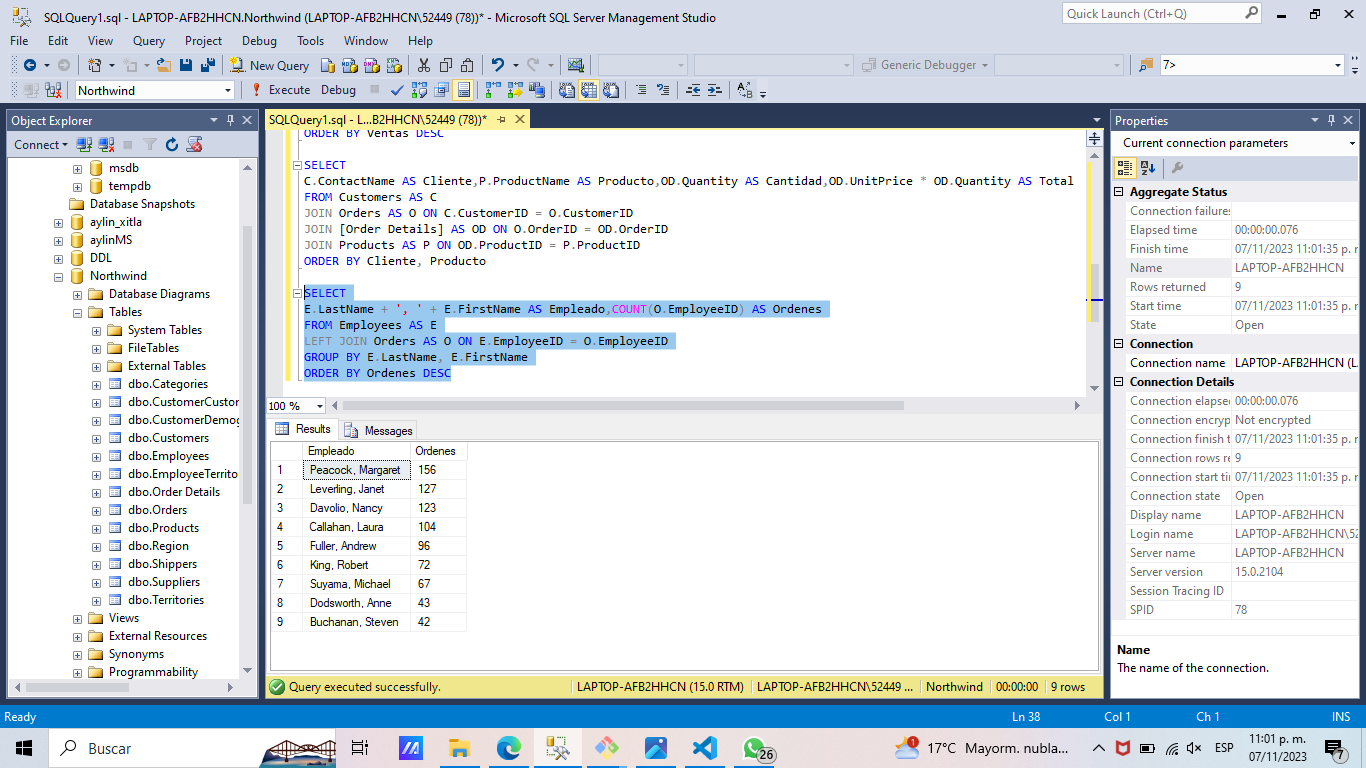 SQLQuery1.sql - LAPTOP-AFB2HHCN.Northwind (LAPTOP-AFB2HHCN\52449 (78))* - Microsoft SQL Server Management Studio
Quick Launch (Ctrl+Q)
File Edit View Query Project Debug Tools Window Help
New Query
Generic Debugger
7>
Northwind
Execute Debug
Object Explorer
Connect
msdb
tempdb
Database Snapshots
aylin_xitla
aylinMS
DDL
Northwind
Database Diagrams
Tables
System Tables
FileTables
External Tables
dbo.Categories
dbo.CustomerCustor
dbo.CustomerDemog
dbo.Customers
dbo.Employees
dbo.EmployeeTerrito
dbo.Order Details
dbo.Orders
dbo.Products
dbo.Region
dbo.Shippers
dbo.Suppliers
dbo.Territories
Views
External Resources
Synonyms
Programmability
SQLQuery1.sql - L...B2HHCN\52449 (78))*
ORDER BY Ventas DESC
SELECT
C.ContactName AS Cliente,P.ProductName AS Producto,OD.Quantity AS Cantidad,OD.UnitPrice * OD.Quantity AS Total
FROM Customers AS C
JOIN Orders AS O ON C.CustomerID = O.CustomerID
JOIN [Order Details] AS OD ON O.OrderID = OD.OrderID
JOIN Products AS P ON OD.ProductID = P.ProductID
ORDER BY Cliente, Producto
SELECT
E.LastName + ', ' + E.FirstName AS Empleado,COUNT(O.EmployeeID) AS Ordenes
FROM Employees AS E
LEFT JOIN Orders AS O ON E.EmployeeID = O.EmployeeID
GROUP BY E.LastName, E.FirstName
ORDER BY Ordenes DESC
100 %
Results Messages
Empleado Ordenes
1 Peacock, Margaret 156
2 Leverling, Janet 127
3 Davolio, Nancy 123
4 Callahan, Laura 104
5 Fuller, Andrew 96
6 King, Robert 72
7 Suyama, Michael 67
8 Dodsworth, Anne 43
9 Buchanan, Steven 42
Query executed successfully. LAPTOP-AFB2HHCN (15.0 RTM) LAPTOP-AFB2HHCN\52449 ... Northwind 00:00:00 9 rows
Properties
Current connection parameters
Aggregate Status
Connection failures
Elapsed time 00:00:00.076
Finish time 07/11/2023 11:01:35 p. r
Name LAPTOP-AFB2HHCN
Rows returned 9
Start time 07/11/2023 11:01:35 p. r
State Open
Connection
Connection name LAPTOP-AFB2HHCN (L
Connection Details
Connection elapse 00:00:00.076
Connection encryp Not encrypted
Connection finish t 07/11/2023 11:01:35 p. r
Connection rows re 9
Connection start tir 07/11/2023 11:01:35 p. r
Connection state Open
Display name LAPTOP-AFB2HHCN
Login name LAPTOP-AFB2HHCN\52
Server name LAPTOP-AFB2HHCN
Server version 15.0.2104
Session Tracing ID
SPID 78
Name
The name of the connection.
Ready Ln 38 Col 1 Ch 1 INS
Buscar
26
1
17°C Mayorm. nubla...
ESP
11:01 p. m.
07/11/2023
7